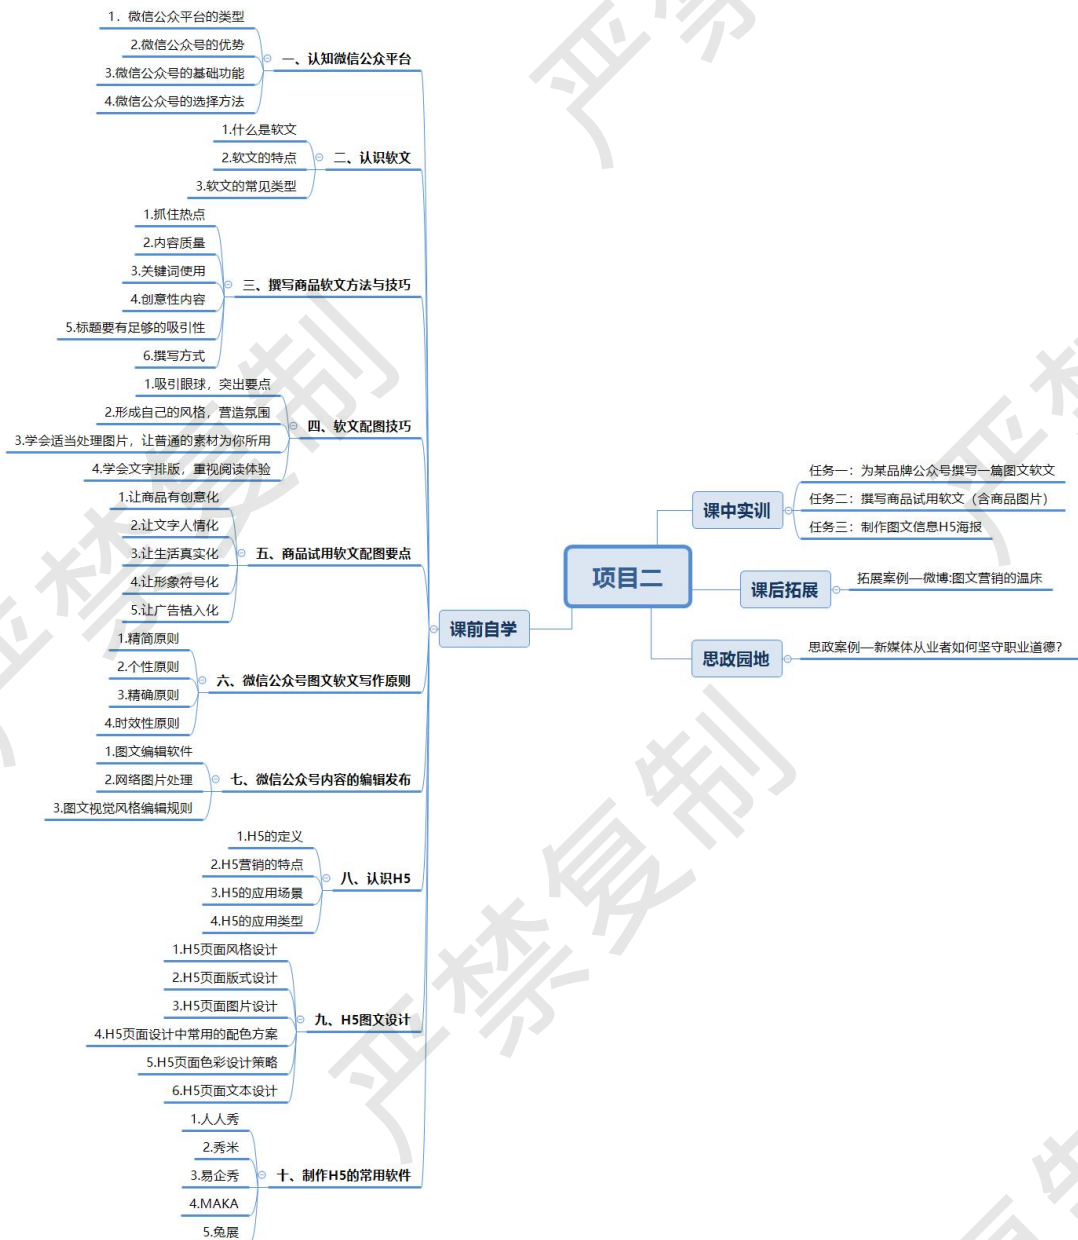 1. 微信公众平台的类型
2.微信公众号的优势
3.微信公众号的基础功能
4.微信公众号的选择方法
一、认知微信公众平台
1.什么是软文
2.软文的特点
3.软文的常见类型
二、认识软文
1.抓住热点
2.内容质量
3.关键词使用
4.创意性内容
5.标题要有足够的吸引性
6.撰写方式
三、撰写商品软文方法与技巧
1.吸引眼球，突出要点
2.形成自己的风格，营造氛围
3.学会适当处理图片，让普通的素材为你所用
4.学会文字排版，重视阅读体验
四、软文配图技巧
1.让商品有创意化
2.让文字人情化
3.让生活真实化
4.让形象符号化
5.让广告植入化
五、商品试用软文配图要点
1.精简原则
2.个性原则
3.精确原则
4.时效性原则
六、微信公众号图文软文写作原则
1.图文编辑软件
2.网络图片处理
3.图文视觉风格编辑规则
七、微信公众号内容的编辑发布
1.H5的定义
2.H5营销的特点
3.H5的应用场景
4.H5的应用类型
八、认识H5
1.H5页面风格设计
2.H5页面版式设计
3.H5页面图片设计
4.H5页面设计中常用的配色方案
5.H5页面色彩设计策略
6.H5页面文本设计
九、H5图文设计
1.人人秀
2.秀米
3.易企秀
4.MAKA
5.兔展
十、制作H5的常用软件
课前自学
项目二
课中实训
任务一：为某品牌公众号撰写一篇图文软文
任务二：撰写商品试用软文（含商品图片）
任务三：制作图文信息H5海报
课后拓展
拓展案例—微博:图文营销的温床
思政园地
思政案例—新媒体从业者如何坚守职业道德？
严禁
严禁复制
严禁
严禁复制